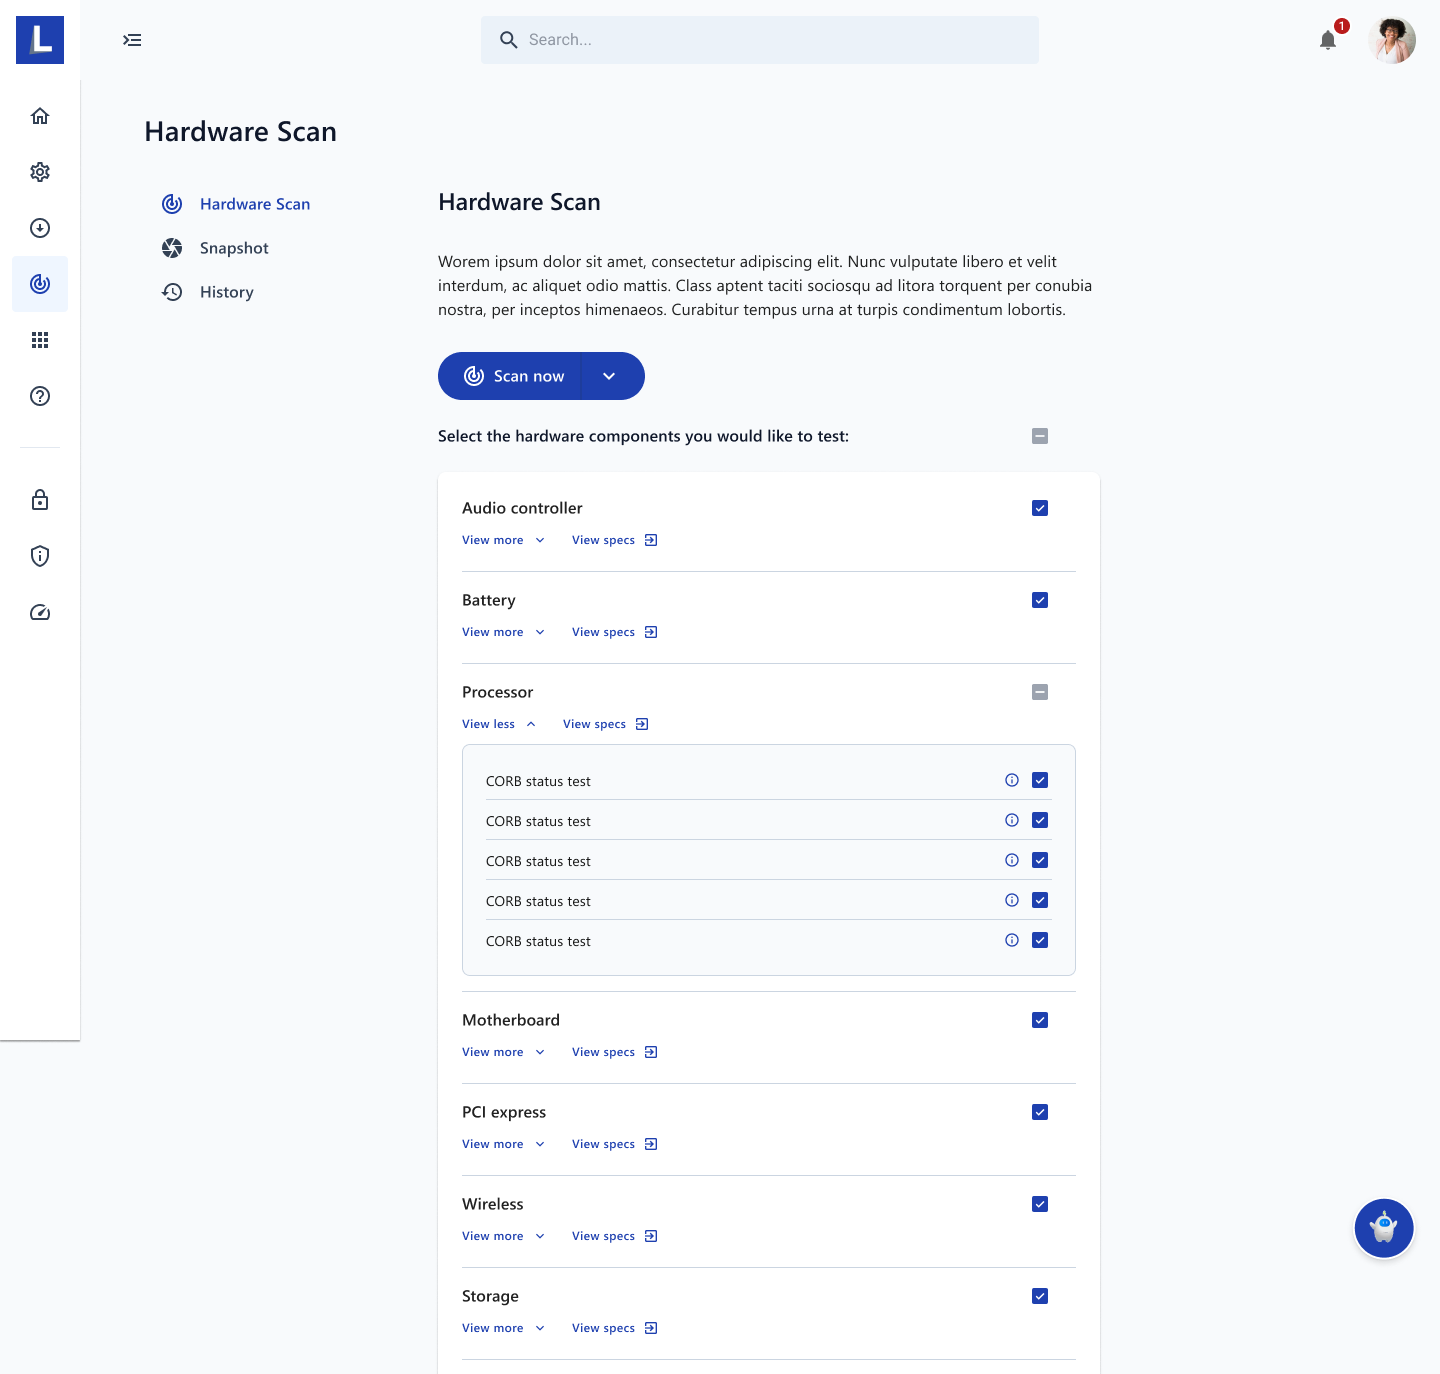 L
Search...
1
Hardware Scan
Hardware Scan
Snapshot
History
Hardware Scan
Worem ipsum dolor sit amet, consectetur adipiscing elit. Nunc vulputate libero et velit
interdum, ac aliquet odio mattis. Class aptent taciti sociosqu ad litora torquent per conubia
nostra, per inceptos himenaeos. Curabitur tempus urna at turpis condimentum lobortis.
Scan now
Select the hardware components you would like to test:
Audio controller
View more View specs
Battery
View more View specs
Processor
View less View specs
CORB status test
CORB status test
CORB status test
CORB status test
CORB status test
Motherboard
View more View specs
PCI express
View more View specs
Wireless
View more View specs
Storage
View more View specs